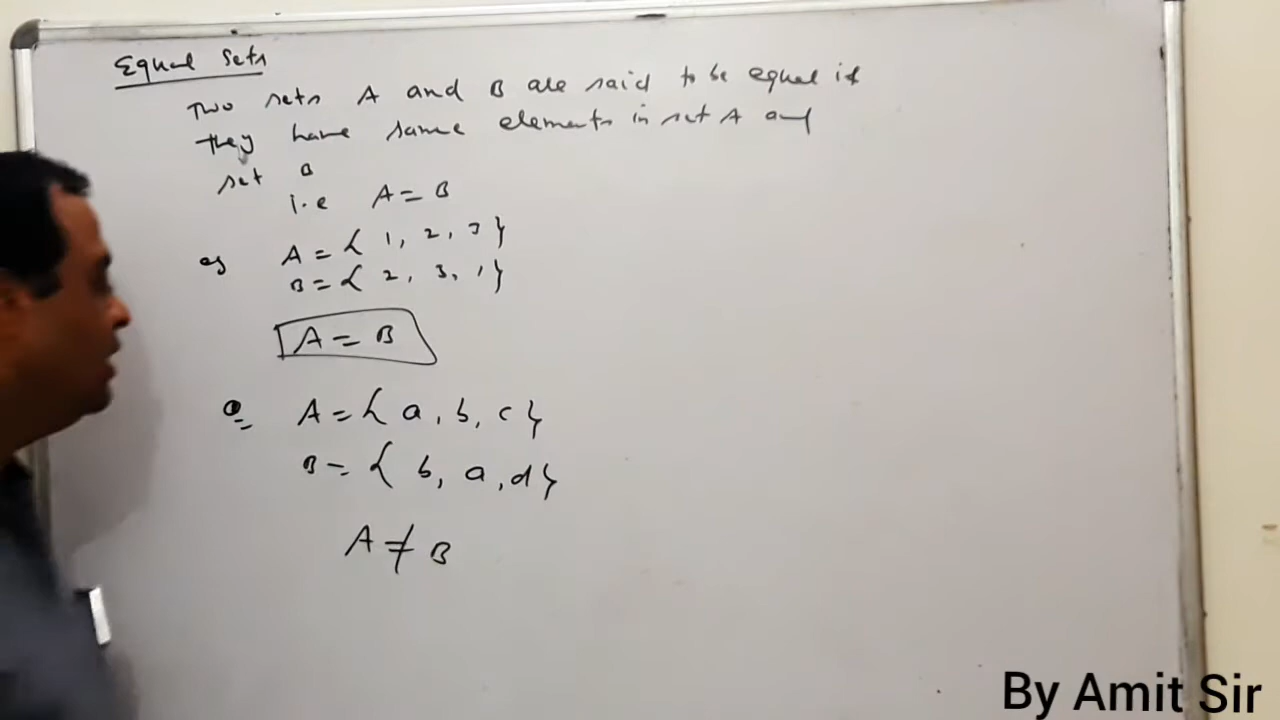 Equal Sets
Two sets A and B are said to be equal if
they have same elements in set A and
set B
i.e A = B
eg A = { 1, 2, 3 }
B = { 2, 3, 1 }
A = B
Q A = { a, b, c }
B = { b, a, d }
A ≠ B
By Amit Sir